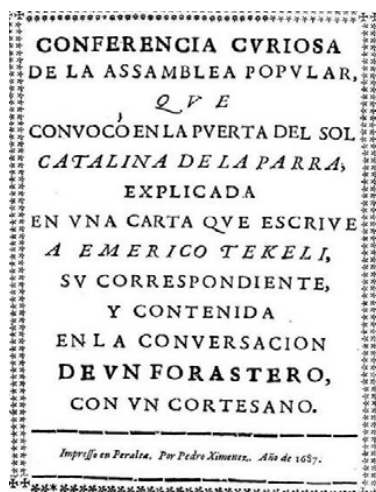 CONFERENCIA CVRIOSA
DE LA ASSAMBLEA POPVLAR,
QVE
CONVOCÒ EN LA PVERTA DEL SOL
CATALINA DE LA PARRA,
EXPLICADA
EN VNA CARTA QVE ESCRIVE
A EMERICO TEKELI,
SV CORRESPONDIENTE,
Y CONTENIDA
EN LA CONVERSACION
DE VN FORASTERO,
CON VN CORTESANO.
Impresso en Peralta. Por Pedro Ximenez. Año de 1687.